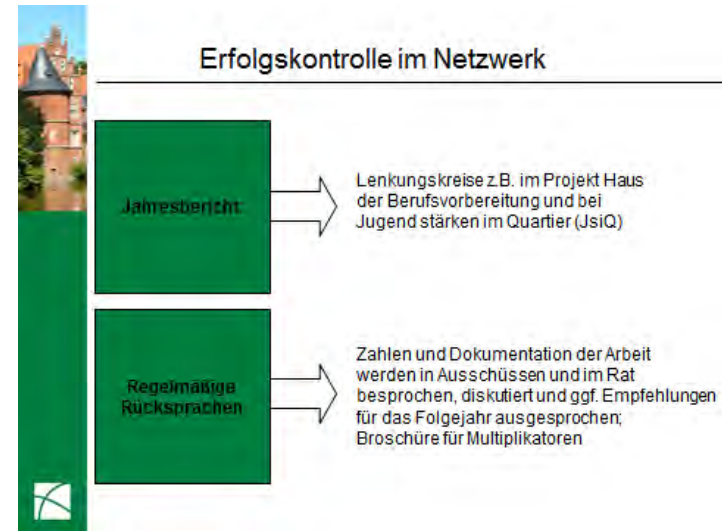 Erfolgskontrolle im Netzwerk
Jahresbericht
Lenkungskreise z.B. im Projekt Haus
der Berufsvorbereitung und bei
Jugend stärken im Quartier (JsiQ)
Regelmäßige
Rücksprachen
Zahlen und Dokumentation der Arbeit
werden in Ausschüssen und im Rat
besprochen, diskutiert und ggf. Empfehlungen
für das Folgejahr ausgesprochen;
Broschüre für Multiplikatoren